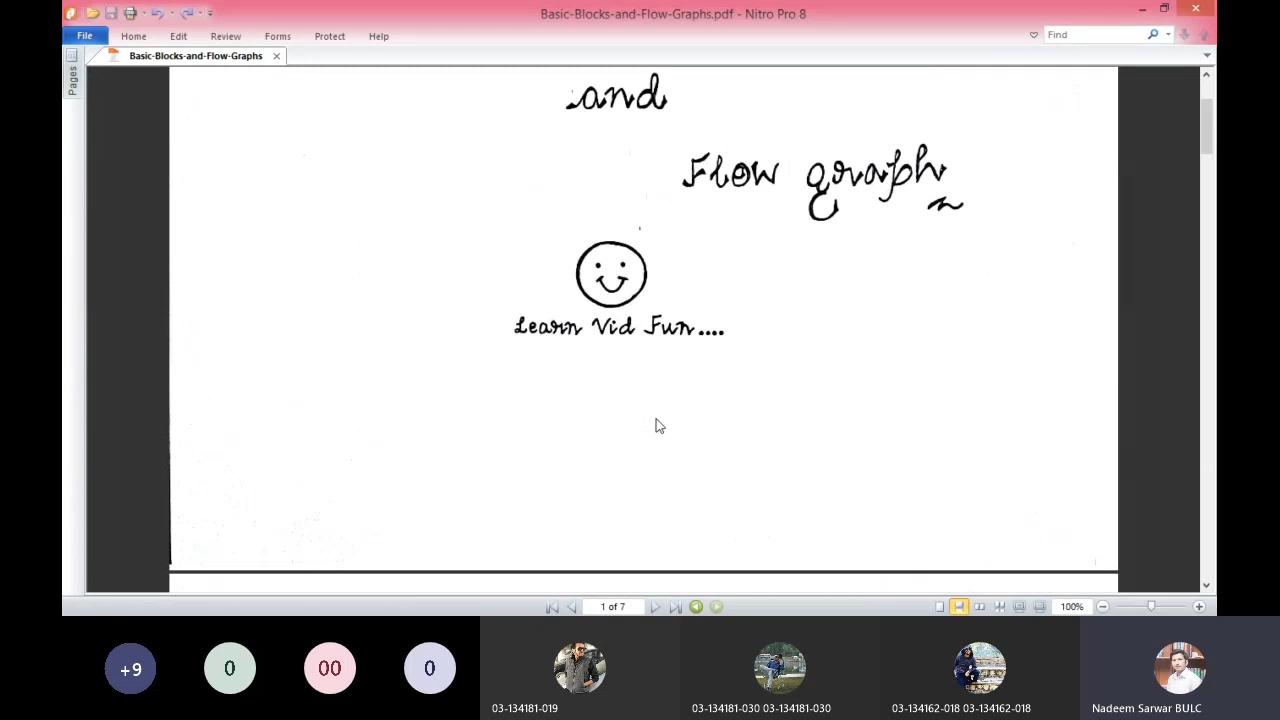 Basic-Blocks-and-Flow-Graphs.pdf - Nitro Pro 8
File Home Edit Review Forms Protect Help
Find
Basic-Blocks-and-Flow-Graphs
Pages
and
Flow graph
Learn Vid Fun....
1 of 7
100%
+9
0
00
0
03-134181-019
03-134181-030 03-134181-030
03-134162-018 03-134162-018
Nadeem Sarwar BULC